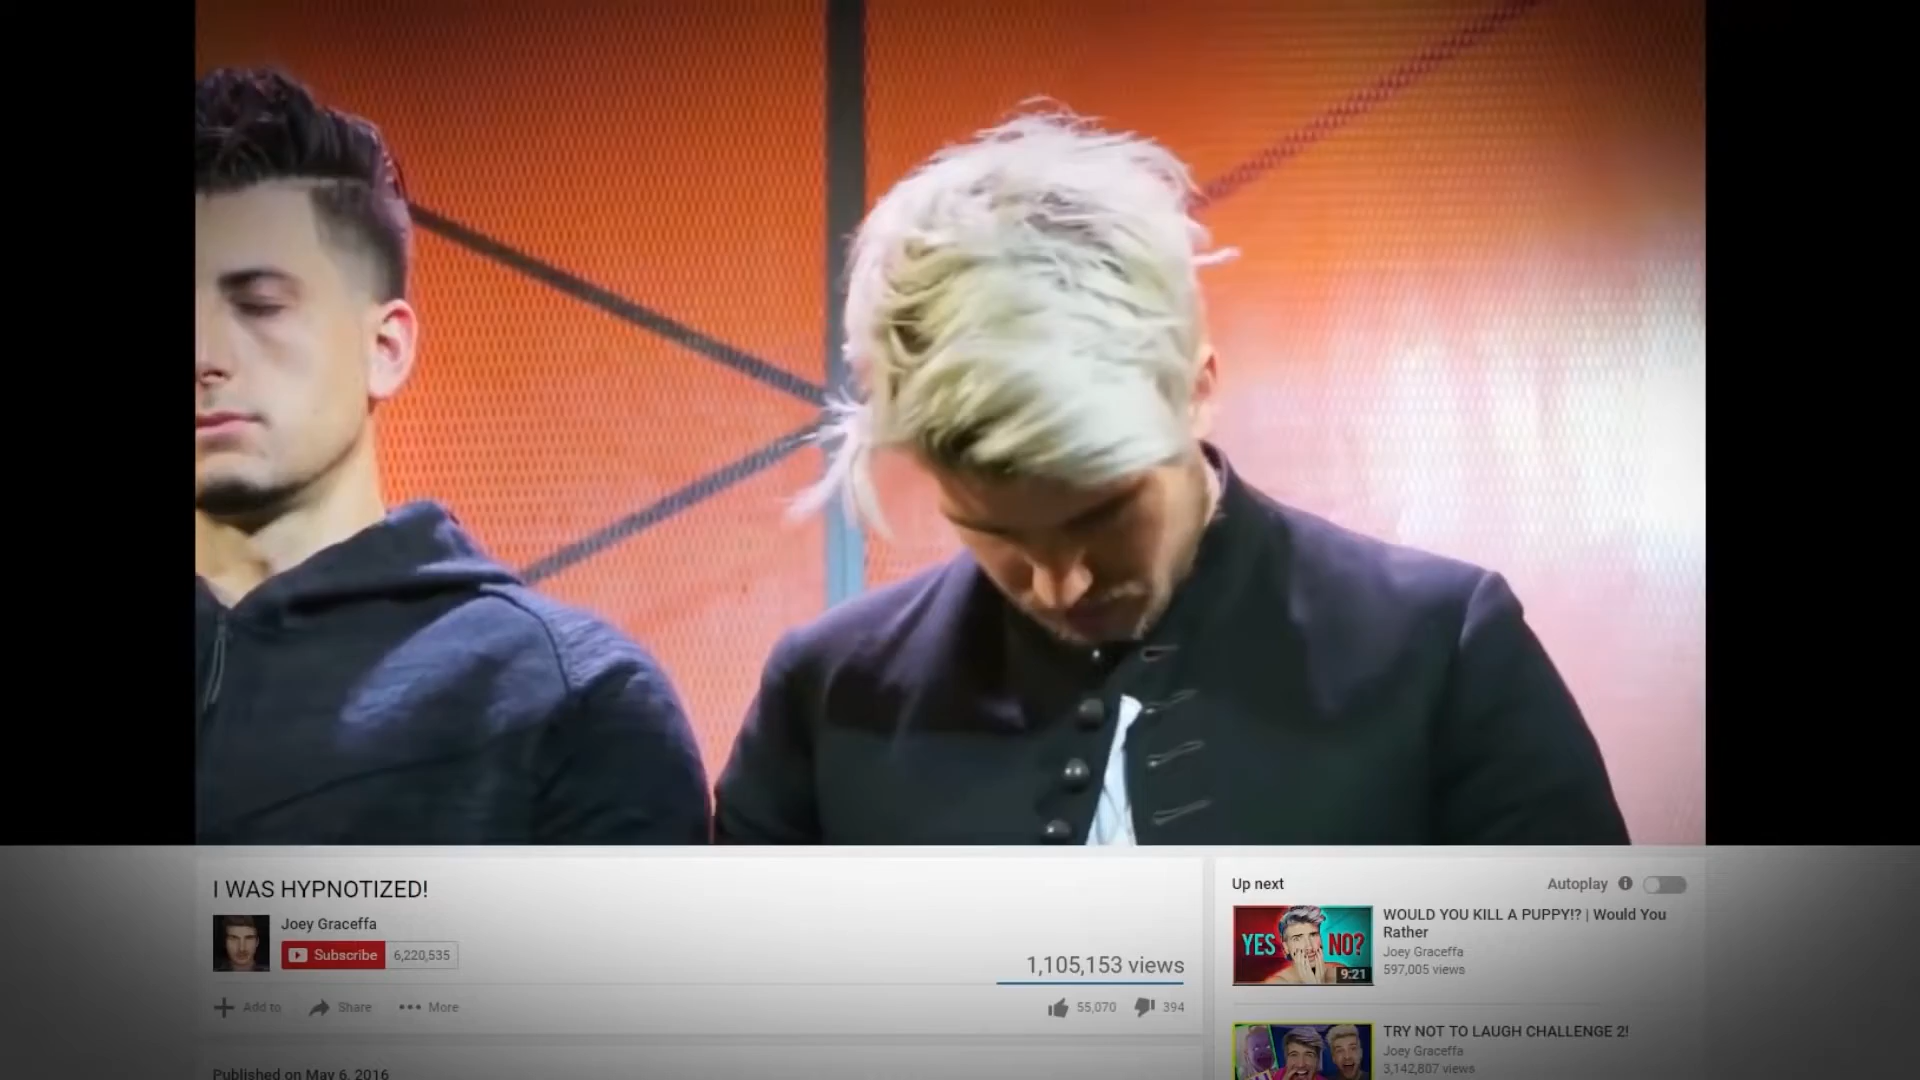 I WAS HYPNOTIZED!
Joey Graceffa
Subscribe 6,220,535
1,105,153 views
Add to Share More 55,070 394
Published on May 6, 2016
Up next Autoplay
YES NO?
9:21
WOULD YOU KILL A PUPPY!? | Would You
Rather
Joey Graceffa
597,005 views
TRY NOT TO LAUGH CHALLENGE 2!
Joey Graceffa
3,142,807 views